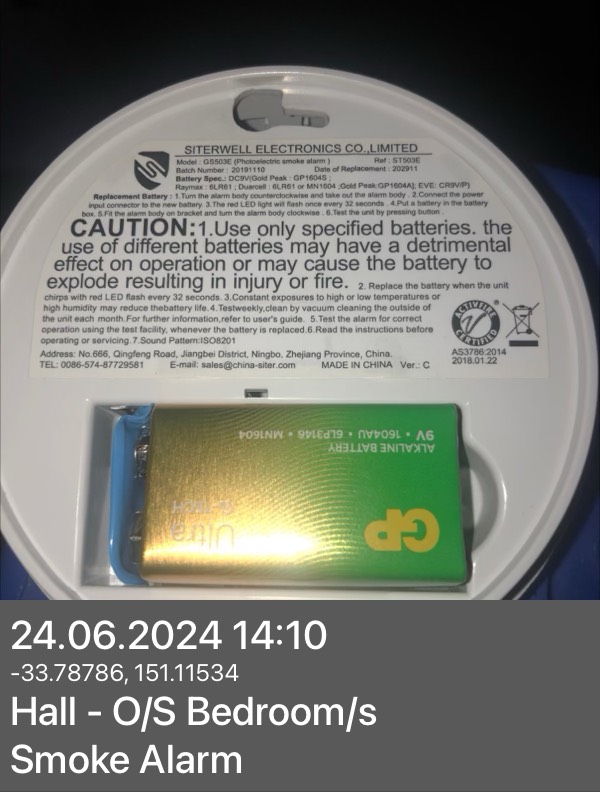 SITERWELL ELECTRONICS CO.,LIMITED
Model : GS503E (Photoelectric smoke alarm ) Ref : ST503E
Batch Number : 20191110 Date of Replacement : 202911
Battery Spec.: DC9V(Gold Peak : GP1604S ;
Raymax : 6LR61 , Duarcell : 6LR61 or MN1604 ;Gold Peak:GP1604A]; EVE: CR9V/P)
Replacement Battery : 1.Turn the alarm body counterclockwise and take out the alarm body . 2.Connect the power
input connector to the new battery. 3.The red LED light will flash once every 32 seconds . 4.Put a battery in the battery
box. 5.Fit the alarm body on bracket and turn the alarm body clockwise . 6.Test the unit by pressing button .
CAUTION:1.Use only specified batteries. the
use of different batteries may have a detrimental
effect on operation or may cause the battery to
explode resulting in injury or fire. 2. Replace the battery when the unit
chirps with red LED flash every 32 seconds. 3.Constant exposures to high or low temperatures or
high humidity may reduce thebattery life.4.Testweekly,clean by vacuum cleaning the outside of
the unit each month.For further information,refer to user's guide. 5.Test the alarm for correct
operation using the test facility, whenever the battery is replaced.6.Read the instructions before
operating or servicing.7.Sound Pattern:ISO8201
ACTIVFIRE
CERTIFIED
AS3786:2014
2018.01.22
Address: No.666, Qingfeng Road, Jiangbei District, Ningbo, Zhejiang Province, China.
TEL: 0086-574-87729581 E-mail: sales@china-siter.com MADE IN CHINA Ver.: C
GP
Ultra
G-TECH
ALKALINE BATTERY
9V • 1604AU • 6LP3146 • MN1604
24.06.2024 14:10
-33.78786, 151.11534
Hall - O/S Bedroom/s
Smoke Alarm